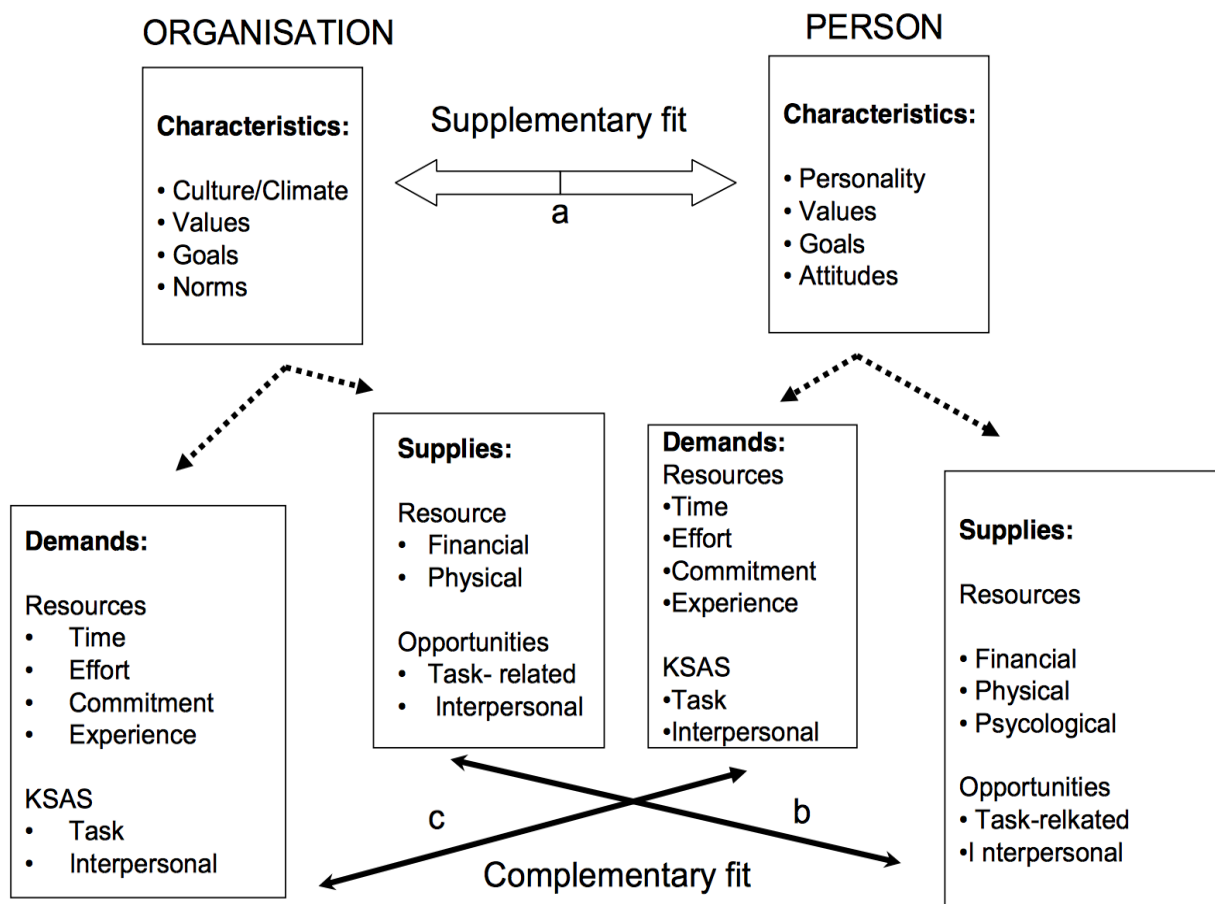 ORGANISATION
PERSON
Characteristics:
• Culture/Climate
• Values
• Goals
• Norms
Supplementary fit
a
Characteristics:
• Personality
• Values
• Goals
• Attitudes
Demands:
Resources
• Time
• Effort
• Commitment
• Experience
KSAS
• Task
• Interpersonal
Supplies:
Resource
• Financial
• Physical
Opportunities
• Task- related
• Interpersonal
Demands:
Resources
•Time
•Effort
•Commitment
•Experience
KSAS
•Task
•Interpersonal
Supplies:
Resources
• Financial
• Physical
• Psycological
Opportunities
• Task-relkated
•I nterpersonal
c
b
Complementary fit